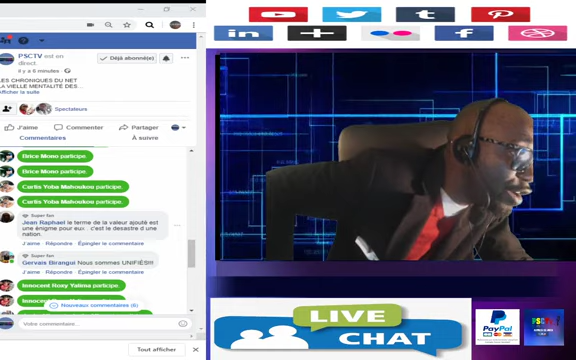 PSCTV est en
direct.
il y a 6 minutes
Déjà abonné(e)
LES CHRONIQUES DU NET
LA VIELLE MENTALITÉ DES...
Afficher la suite
Spectateurs
J'aime
Commenter
Partager
Commentaires
À suivre
Brice Mono participe.
Brice Mono participe.
Carlis Yoba Maboukou participe.
Carlis Yoba Maboukou participe.
Super fan
Jean Raphael le terme de la valeur ajouté est
une énigme pour eux... c'est le desastre d'une
nation.
J'aime Répondre Épingler le commentaire
Super fan
Gervais Birangui Nous sommes UNIFIÉS!!!
J'aime Répondre Épingler le commentaire
Innocent Roxy Yalima participe.
Nouveaux commentaires (6)
Votre commentaire...
Tout afficher
LIVE
CHAT
PayPal